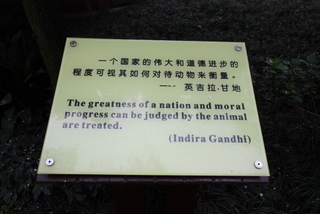 一个国家的伟大和道德进步的
程度可视其如何对待动物来衡量。
一·· 英吉拉.甘地
The greatness of a nation and moral
progress can be judged by the animal
are treated.
(Indira Gandhi)